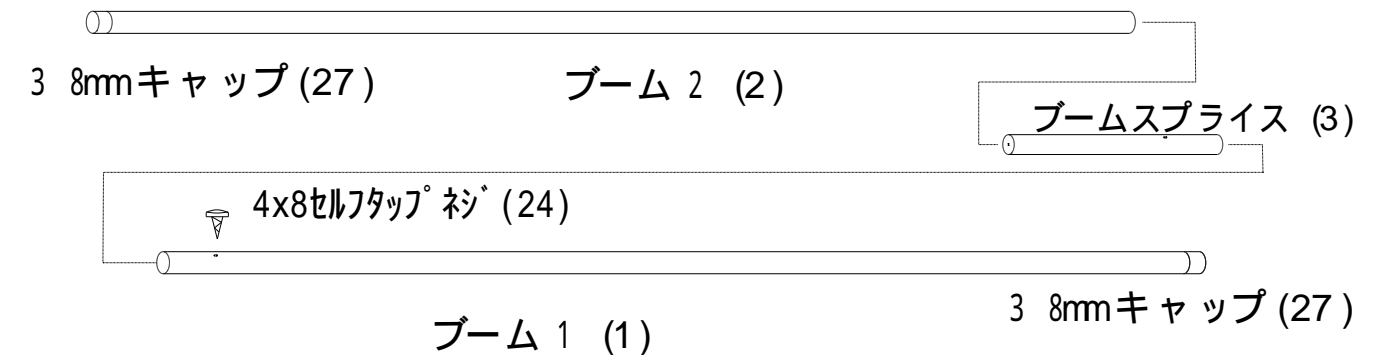 38mmキャップ(27)
ブーム 2 (2)
ブームスプライス (3)
4x8ｾﾙﾌﾀｯﾌﾟﾈｼﾞ(24)
38mmキャップ(27)
ブーム 1 (1)